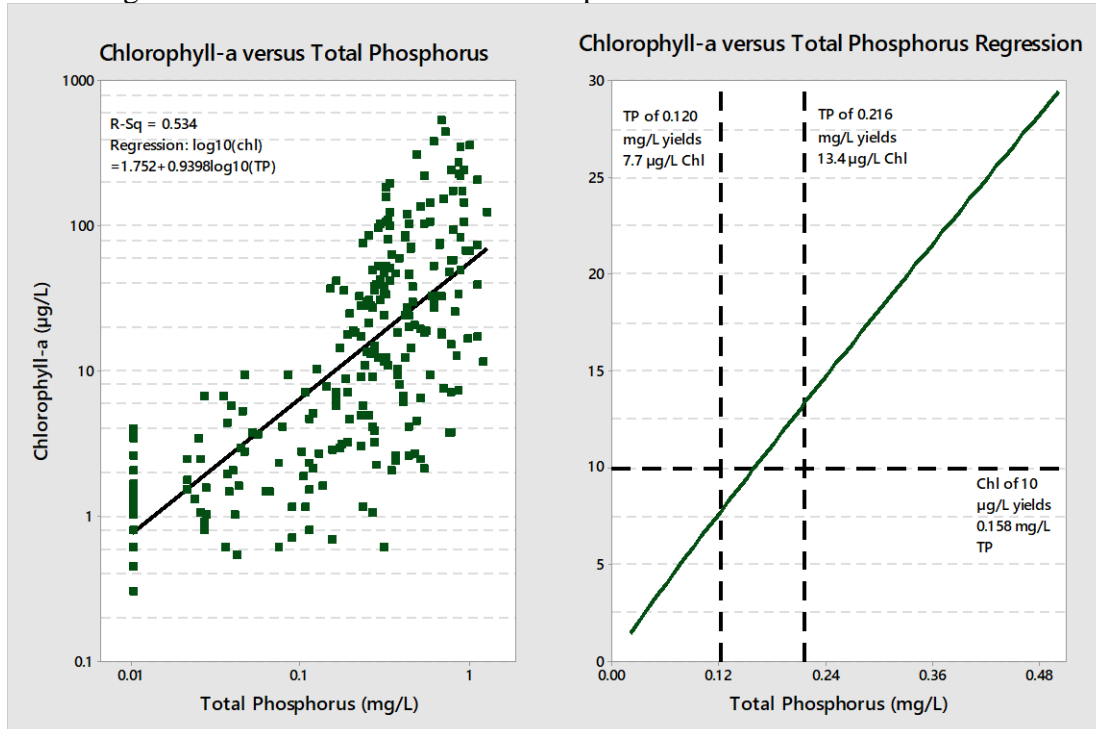 Chlorophyll-a versus Total Phosphorus
R-Sq = 0.534
Regression: log10(chl)
=1.752+0.9398log10(TP)
1000
100
10
1
0.1
Chlorophyll-a (µg/L)
0.01
0.1
1
Total Phosphorus (mg/L)
Chlorophyll-a versus Total Phosphorus Regression
TP of 0.120
mg/L yields
7.7 µg/L Chl
TP of 0.216
mg/L yields
13.4 µg/L Chl
Chl of 10
µg/L yields
0.158 mg/L
TP
30
25
20
15
10
5
0
0.00
0.12
0.24
0.36
0.48
Total Phosphorus (mg/L)